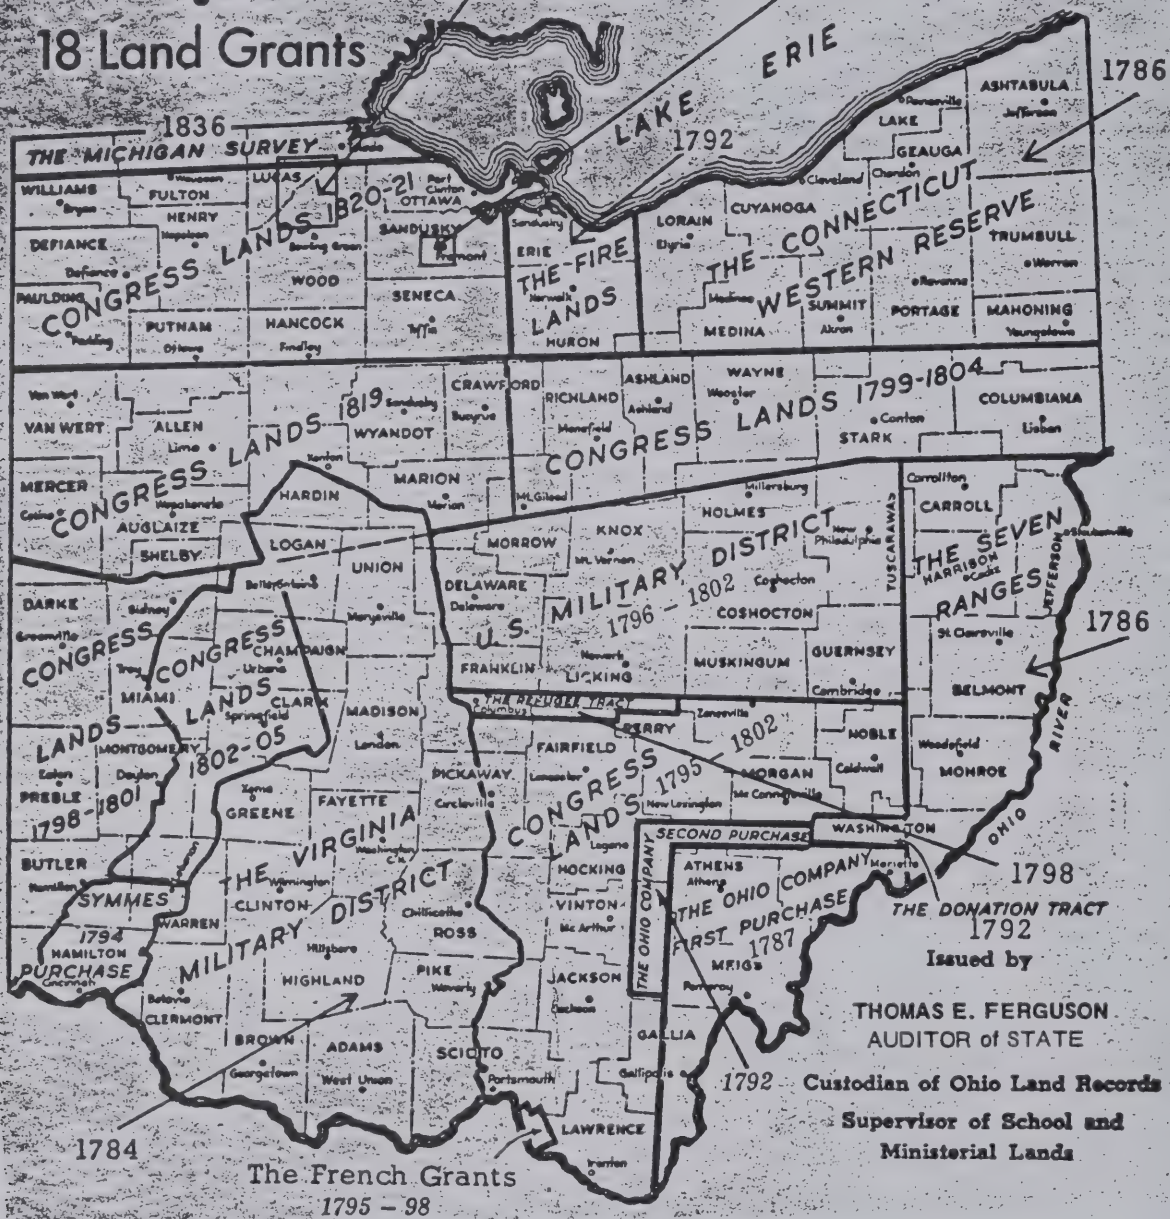 18 Land Grants
ERIE
LAKE
1786
1836
1792
THE MICHIGAN SURVEY
Toledo
ASHTABULA
Jefferson
Painesville
LAKE
GEAUGA
Chardon
Cleveland
WILLIAMS
Bryan
Wauseon
FULTON
LUCAS
Port Clinton
OTTAWA
HENRY
Napoleon
CONGRESS LANDS 1820-21
Bowling Green
SANDUSKY
Fremont
Sandusky
ERIE
LORAIN
Elyria
CUYAHOGA
THE CONNECTICUT
WESTERN RESERVE
TRUMBULL
Warren
DEFIANCE
Defiance
WOOD
THE FIRE
LANDS
Norwalk
Medina
SUMMIT
Akron
Ravenna
PORTAGE
MAHONING
Youngstown
PAULDING
Paulding
PUTNAM
Ottawa
HANCOCK
Findlay
SENECA
Tiffin
HURON
MEDINA
Van Wert
VAN WERT
ALLEN
Lima
CONGRESS LANDS 819
Sandusky
WYANDOT
CRAWFORD
Bucyrus
RICHLAND
Mansfield
ASHLAND
Ashland
WAYNE
Wooster
CONGRESS LANDS 1799-1804
Canton
STARK
COLUMBIANA
Lisbon
MERCER
Celina
Wapakoneta
AUGLAIZE
SHELBY
Kenton
HARDIN
MARION
Marion
Mt. Gilead
MORROW
KNOX
Mt. Vernon
Millersburg
HOLMES
New Philadelphia
TUSCARAWAS
Carrollton
CARROLL
THE SEVEN
RANGES
HARRISON
Cadiz
JEFFERSON
Steubenville
LOGAN
Bellefontaine
UNION
Marysville
DELAWARE
Delaware
U.S. MILITARY DISTRICT
1796 – 1802
Coshocton
COSHOCTON
DARKE
Greenville
Sidney
CONGRESS
LANDS
Troy
MIAMI
CONGRESS
LANDS
CHAMPAIGN
Urbana
CLARK
Springfield
802-05
MADISON
London
FRANKLIN
Newark
LICKING
MUSKINGUM
GUERNSEY
Cambridge
St. Clairsville
BELMONT
1786
THE REFUGEE TRACT
Columbus
PERRY
Zanesville
MONTGOMERY
Dayton
Eaton
PREBLE
1798-1801
Xenia
GREENE
FAYETTE
Washington C.H.
PICKAWAY
Circleville
FAIRFIELD
Lancaster
CONGRESS
LANDS 1795-1802
New Lexington
MORGAN
Mc Connelsville
NOBLE
Caldwell
Woodsfield
MONROE
OHIO RIVER
BUTLER
Hamilton
SYMMES
PURCHASE
1794
HAMILTON
Cincinnati
WARREN
THE VIRGINIA
MILITARY DISTRICT
Wilmington
CLINTON
Hillsboro
HIGHLAND
Chillicothe
ROSS
Logan
HOCKING
VINTON
Mc Arthur
SECOND PURCHASE
THE OHIO COMPANY
WASHINGTON
Marietta
ATHENS
Athens
THE OHIO COMPANY
FIRST PURCHASE
1787
1798
THE DONATION TRACT
1792
Batavia
CLERMONT
PIKE
Waverly
JACKSON
Jackson
MEIGS
Pomeroy
BROWN
Georgetown
ADAMS
West Union
SCIOTO
Portsmouth
GALLIA
Gallipolis
1792
LAWRENCE
Ironton
1784
The French Grants
1795 – 98
Issued by
THOMAS E. FERGUSON
AUDITOR of STATE
Custodian of Ohio Land Records
Supervisor of School and
Ministerial Lands